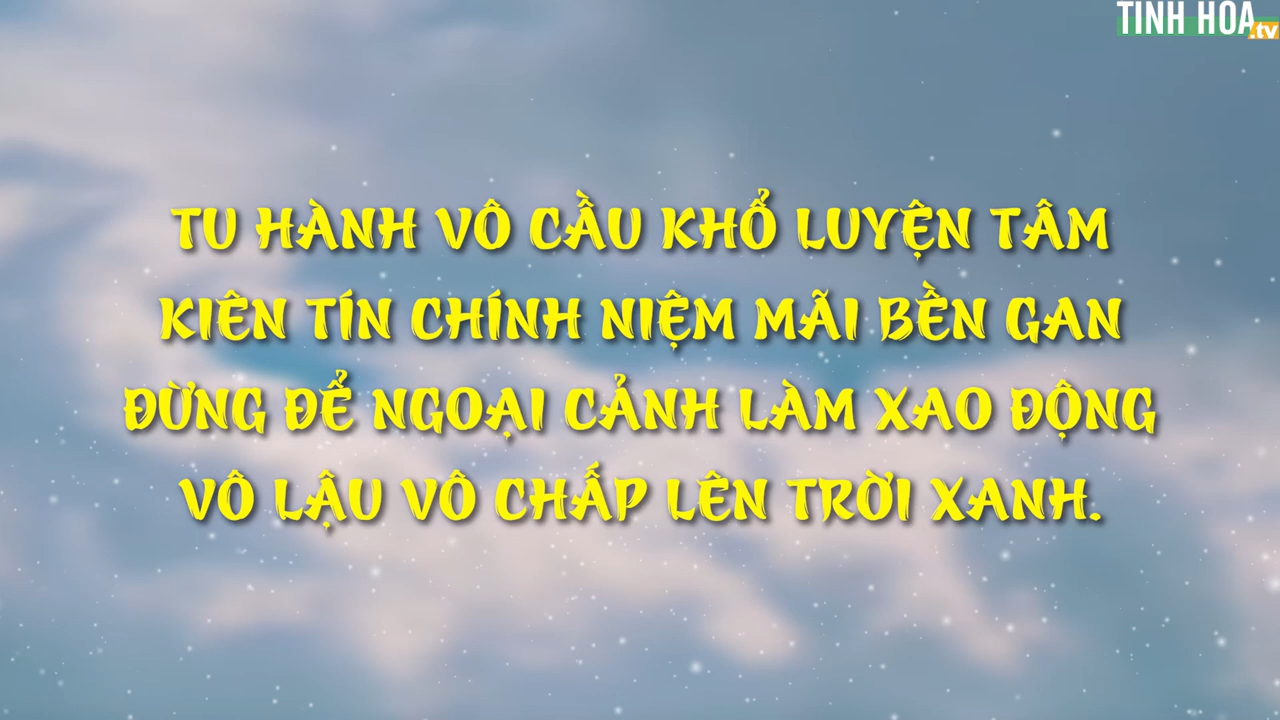 TINH HOA.tv
TU HÀNH VÔ CẦU KHỔ LUYỆN TÂM
KIÊN TÍN CHÍNH NIỆM MÃI BỀN GAN
ĐỪNG ĐỂ NGOẠI CẢNH LÀM XAO ĐỘNG
VÔ LẬU VÔ CHẤP LÊN TRỜI XANH.